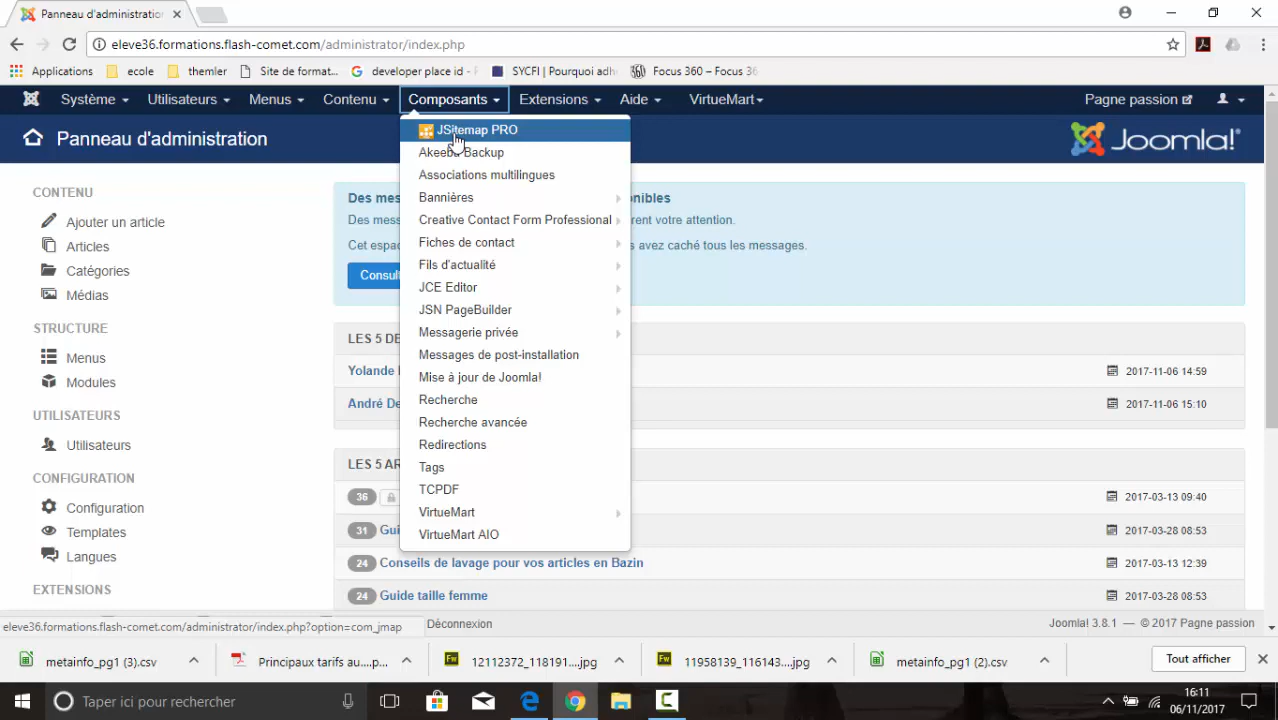 Panneau d'administration
eleve36.formations.flash-comet.com/administrator/index.php
Applications ecole themler Site de format... developer place id - SYCFI | Pourquoi adh Focus 360 – Focus 36
Système Utilisateurs Menus Contenu Composants Extensions Aide VirtueMart Pagne passion
Panneau d'administration
Joomla!
CONTENU
Ajouter un article
Articles
Catégories
Médias
STRUCTURE
Menus
Modules
UTILISATEURS
Utilisateurs
CONFIGURATION
Configuration
Templates
Langues
EXTENSIONS
JSitemap PRO
Akeeba Backup
Associations multilingues
Bannières
Creative Contact Form Professional
Fiches de contact
Fils d'actualité
JCE Editor
JSN PageBuilder
Messagerie privée
Messages de post-installation
Mise à jour de Joomla!
Recherche
Recherche avancée
Redirections
Tags
TCPDF
VirtueMart
VirtueMart AIO
Des mes nibles
Des mess rent votre attention.
Cet espac s avez caché tous les messages.
Consul
LES 5 DE
Yolande 2017-11-06 14:59
André De 2017-11-06 15:10
LES 5 AR
36 2017-03-13 09:40
31 Gui 2017-03-28 08:53
24 Conseils de lavage pour vos articles en Bazin 2017-03-13 12:39
24 Guide taille femme 2017-03-28 08:53
eleve36.formations.flash-comet.com/administrator/index.php?option=com_jmap Déconnexion Joomla! 3.8.1 — © 2017 Pagne passion
metainfo_pg1 (3).csv Principaux tarifs au....p... 12112372_118191....jpg 11958139_116143....jpg metainfo_pg1 (2).csv Tout afficher
Taper ici pour rechercher
16:11
06/11/2017